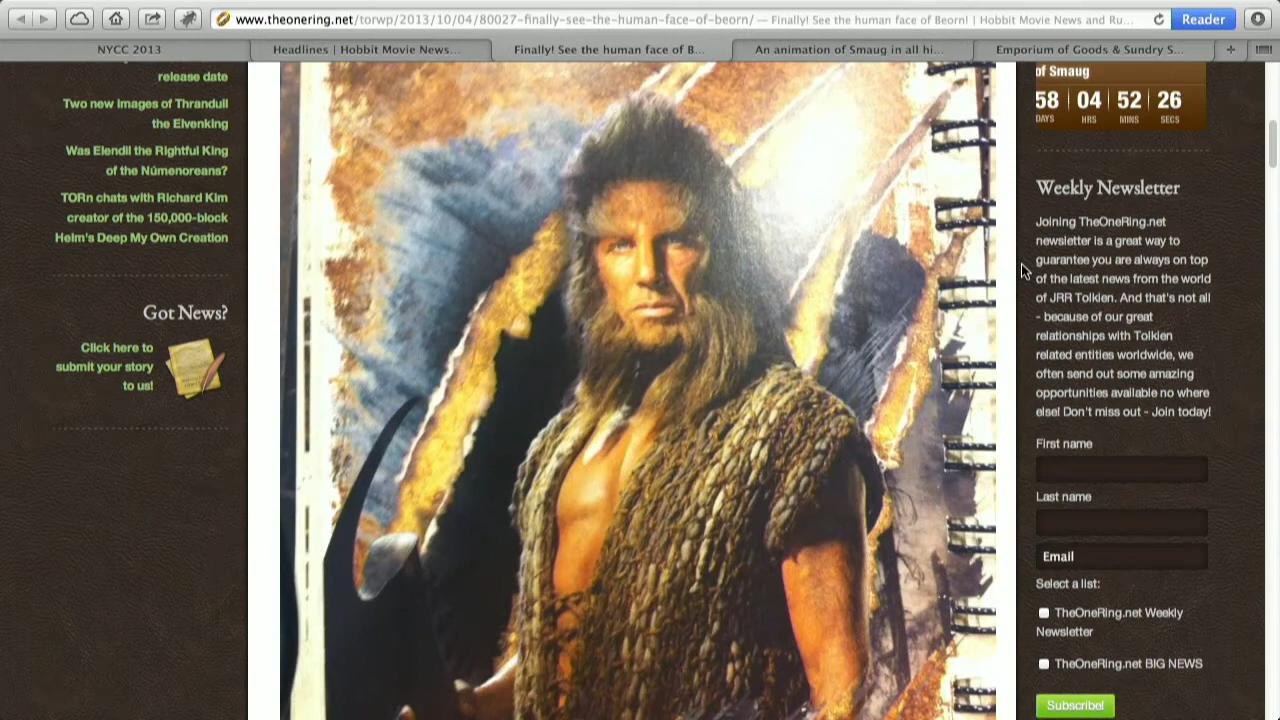 www.theonering.net/torwp/2013/10/04/80027-finally-see-the-human-face-of-beorn/ — Finally! See the human face of Beorn! | Hobbit Movie News and Ru...
Reader
NYCC 2013
Headlines | Hobbit Movie News...
Finally! See the human face of B...
An animation of Smaug in all hi...
Emporium of Goods & Sundry S...
release date
Two new images of Thranduil
the Elvenking
Was Elendil the Rightful King
of the Númenoreans?
TORn chats with Richard Kim
creator of the 150,000-block
Helm's Deep My Own Creation
Got News?
Click here to
submit your story
to us!
of Smaug
58 04 52 26
DAYS HRS MINS SECS
Weekly Newsletter
Joining TheOneRing.net
newsletter is a great way to
guarantee you are always on top
of the latest news from the world
of JRR Tolkien. And that's not all
- because of our great
relationships with Tolkien
related entities worldwide, we
often send out some amazing
opportunities available no where
else! Don't miss out - Join today!
First name
Last name
Email
Select a list:
TheOneRing.net Weekly
Newsletter
TheOneRing.net BIG NEWS
Subscribe!